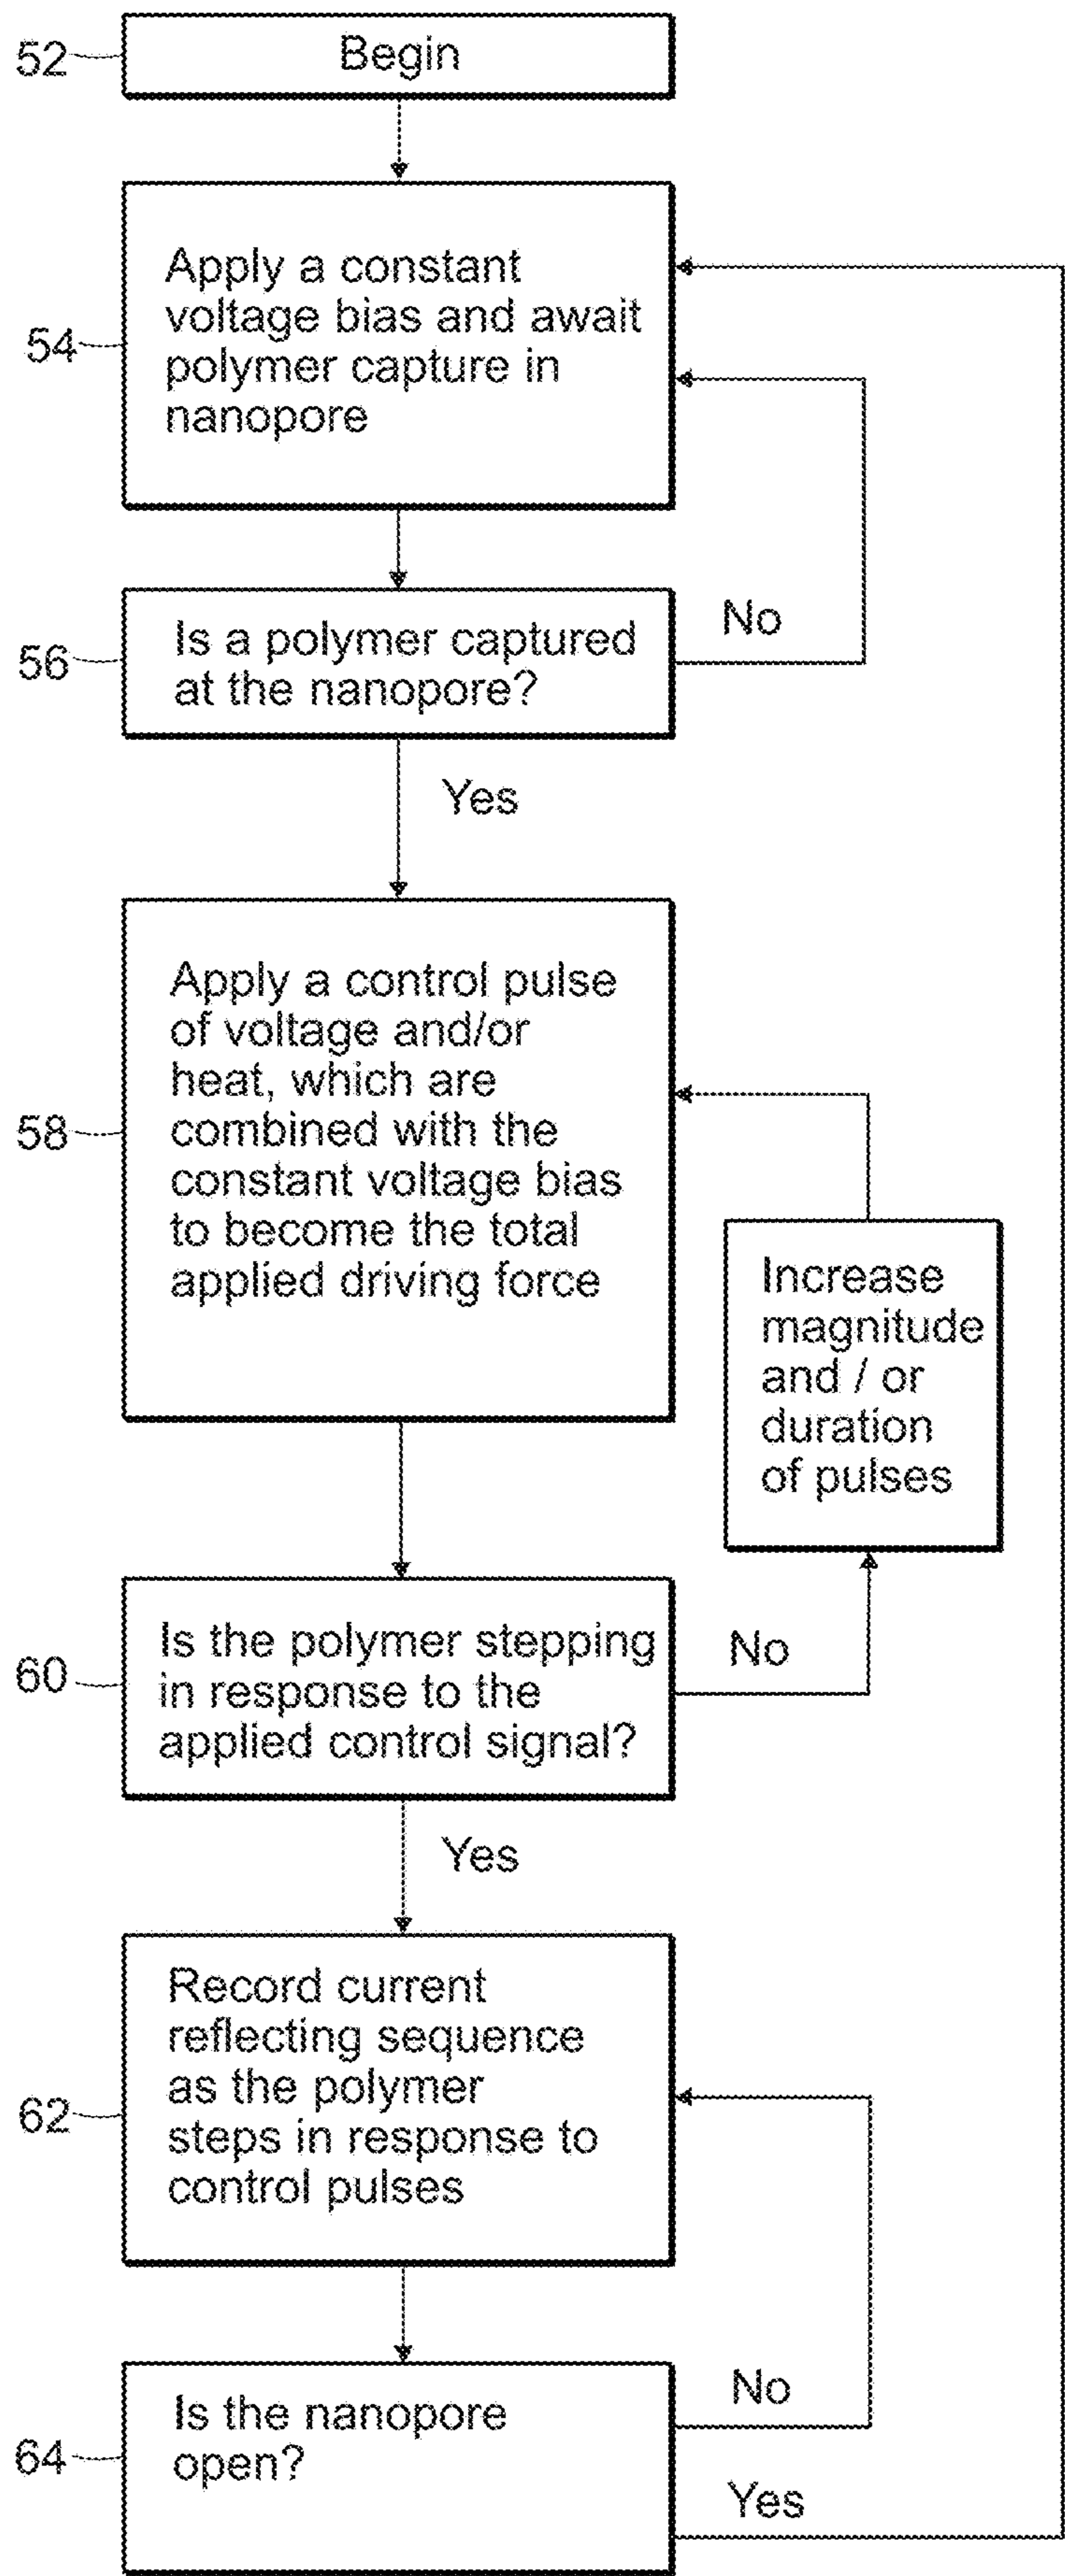 52
Begin
54
Apply a constant
voltage bias and await
polymer capture in
nanopore
56
Is a polymer captured
at the nanopore?
No
Yes
58
Apply a control pulse
of voltage and/or
heat, which are
combined with the
constant voltage bias
to become the total
applied driving force
Increase
magnitude
and / or
duration
of pulses
60
Is the polymer stepping
in response to the
applied control signal?
No
Yes
62
Record current
reflecting sequence
as the polymer
steps in response to
control pulses
64
Is the nanopore
open?
No
Yes